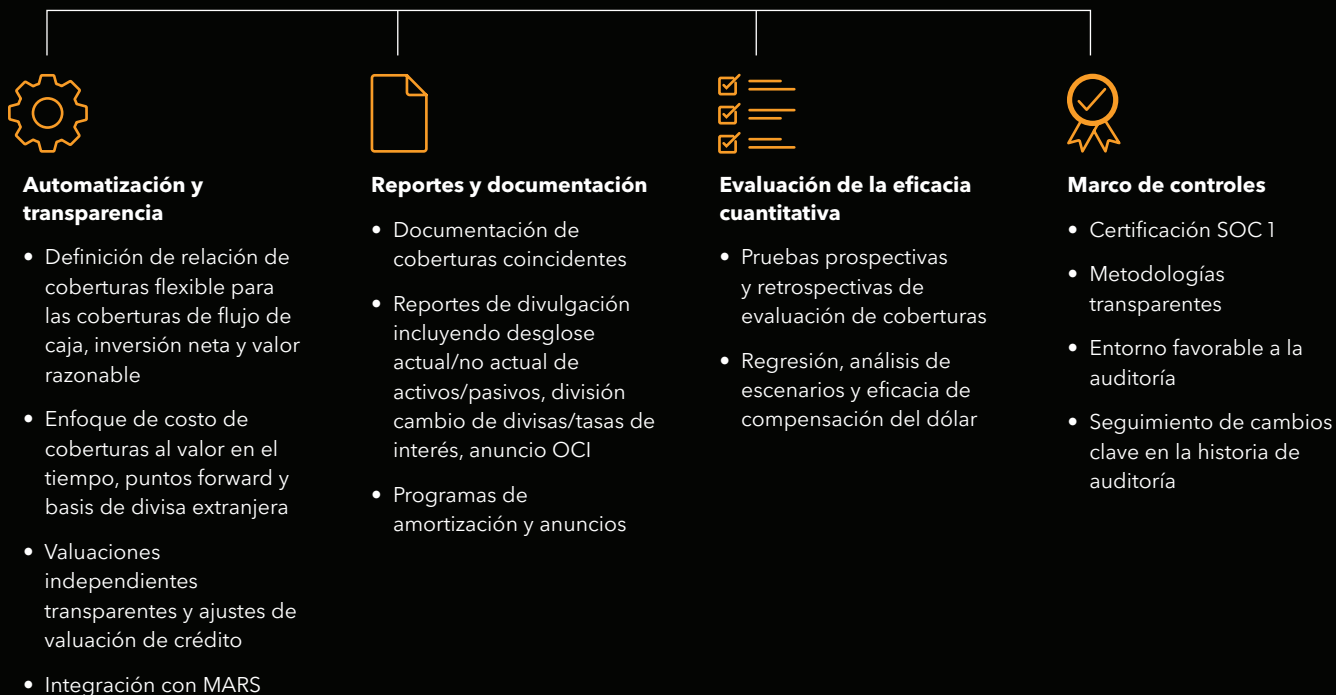 Automatización y
transparencia
• Definición de relación de
coberturas flexible para
las coberturas de flujo de
caja, inversión neta y valor
razonable
• Enfoque de costo de
coberturas al valor en el
tiempo, puntos forward y
basis de divisa extranjera
• Valuaciones
independientes
transparentes y ajustes de
valuación de crédito
• Integración con MARS
Reportes y documentación
• Documentación de
coberturas coincidentes
• Reportes de divulgación
incluyendo desglose
actual/no actual de
activos/pasivos, división
cambio de divisas/tasas de
interés, anuncio OCI
• Programas de
amortización y anuncios
Evaluación de la eficacia
cuantitativa
• Pruebas prospectivas
y retrospectivas de
evaluación de coberturas
• Regresión, análisis de
escenarios y eficacia de
compensación del dólar
Marco de controles
• Certificación SOC 1
• Metodologías
transparentes
• Entorno favorable a la
auditoría
• Seguimiento de cambios
clave en la historia de
auditoría